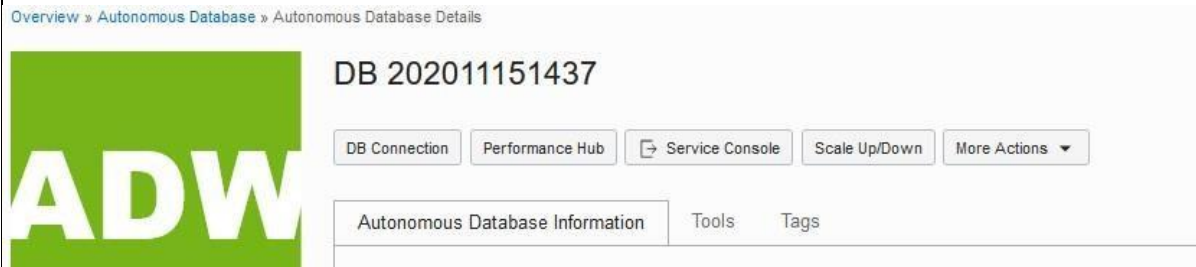 Overview » Autonomous Database » Autonomous Database Details
DB 202011151437
DB Connection Performance Hub Service Console Scale Up/Down More Actions
ADW
Autonomous Database Information Tools Tags